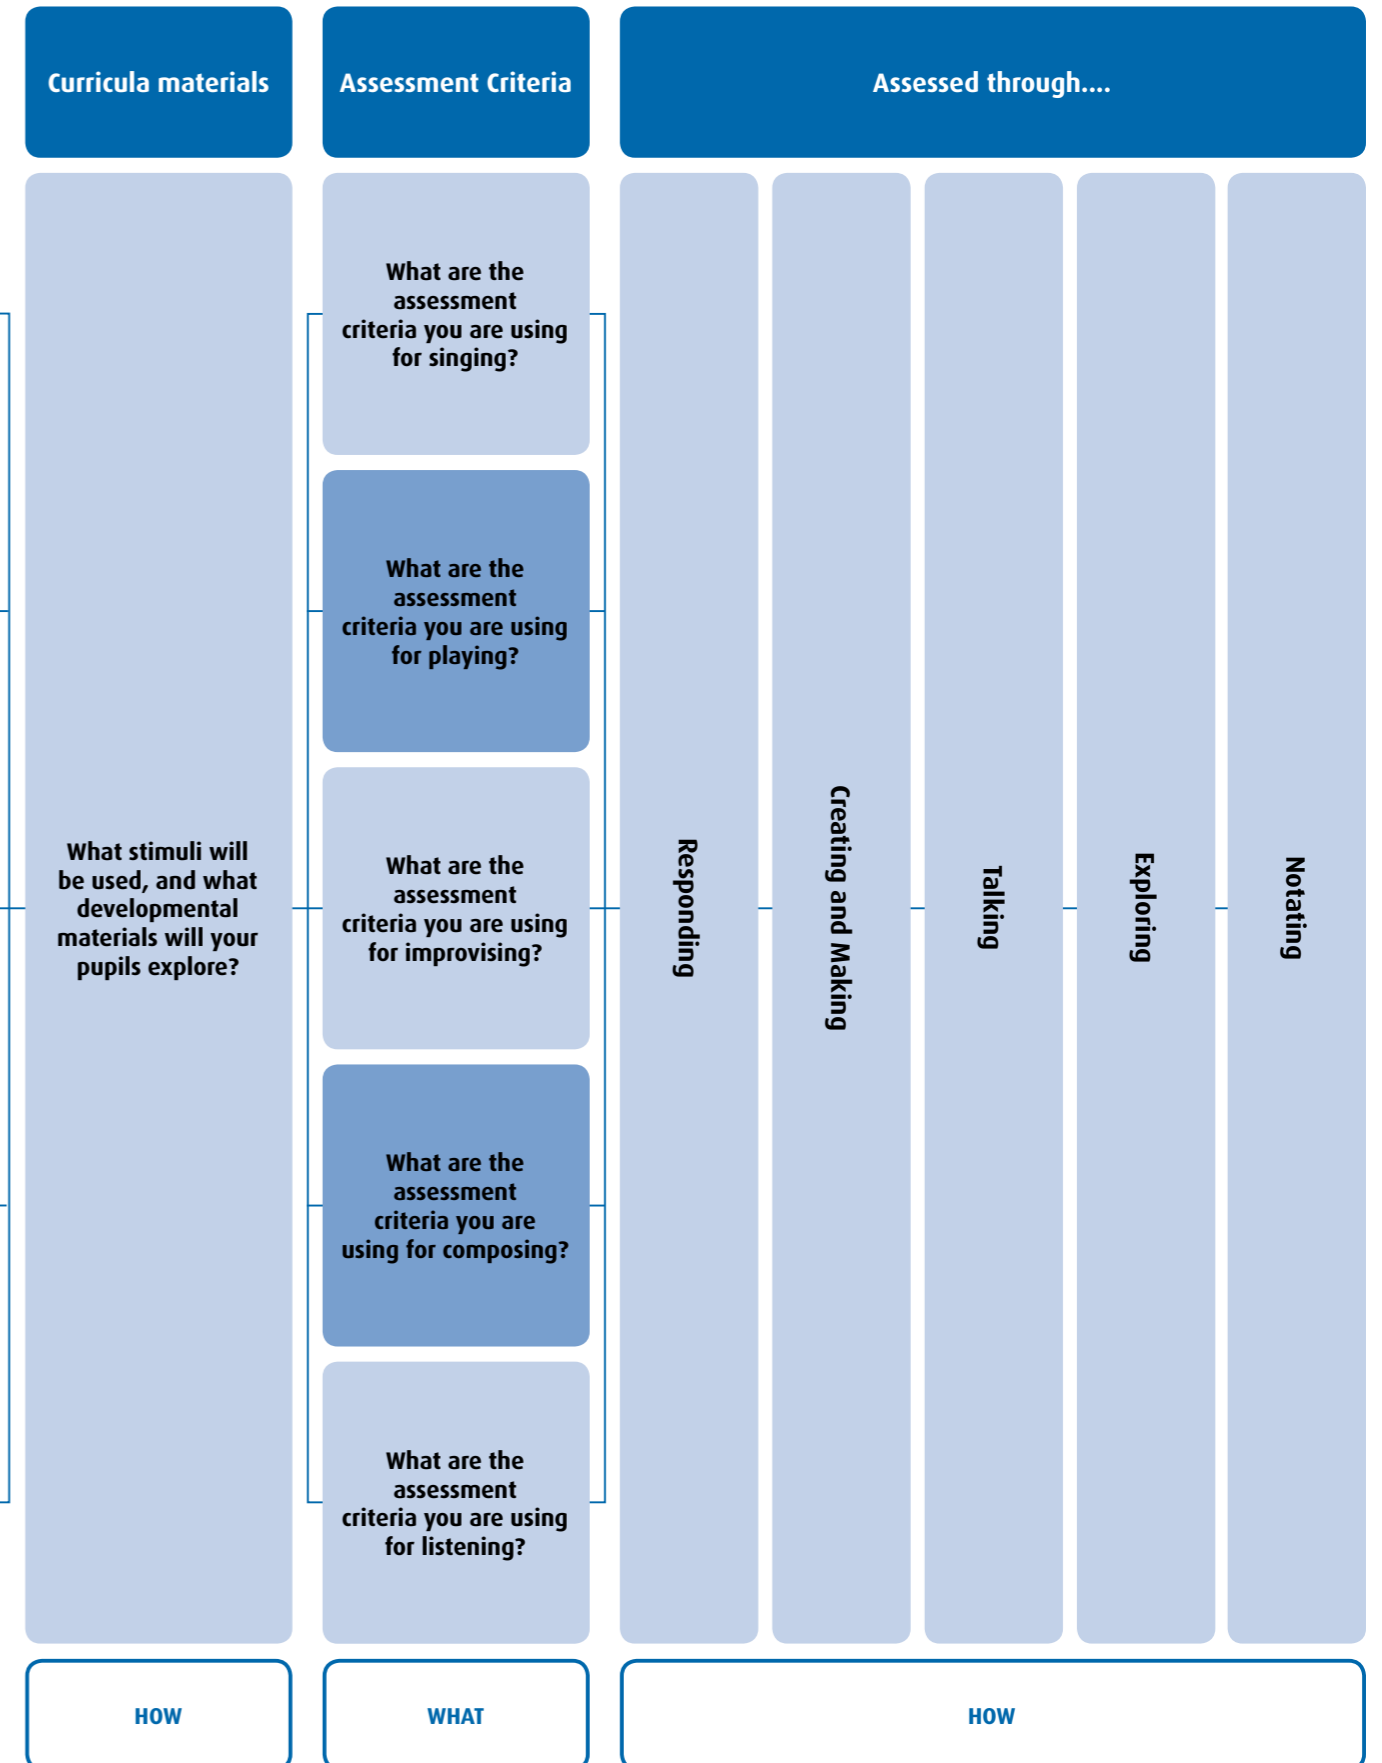 Curricula materials
Assessment Criteria
Assessed through....
What stimuli will
be used, and what
developmental
materials will your
pupils explore?
What are the
assessment
criteria you are using
for singing?
What are the
assessment
criteria you are using
for playing?
What are the
assessment
criteria you are using
for improvising?
What are the
assessment
criteria you are
using for composing?
What are the
assessment
criteria you are using
for listening?
Responding
Creating and Making
Talking
Exploring
Notating
HOW
WHAT
HOW